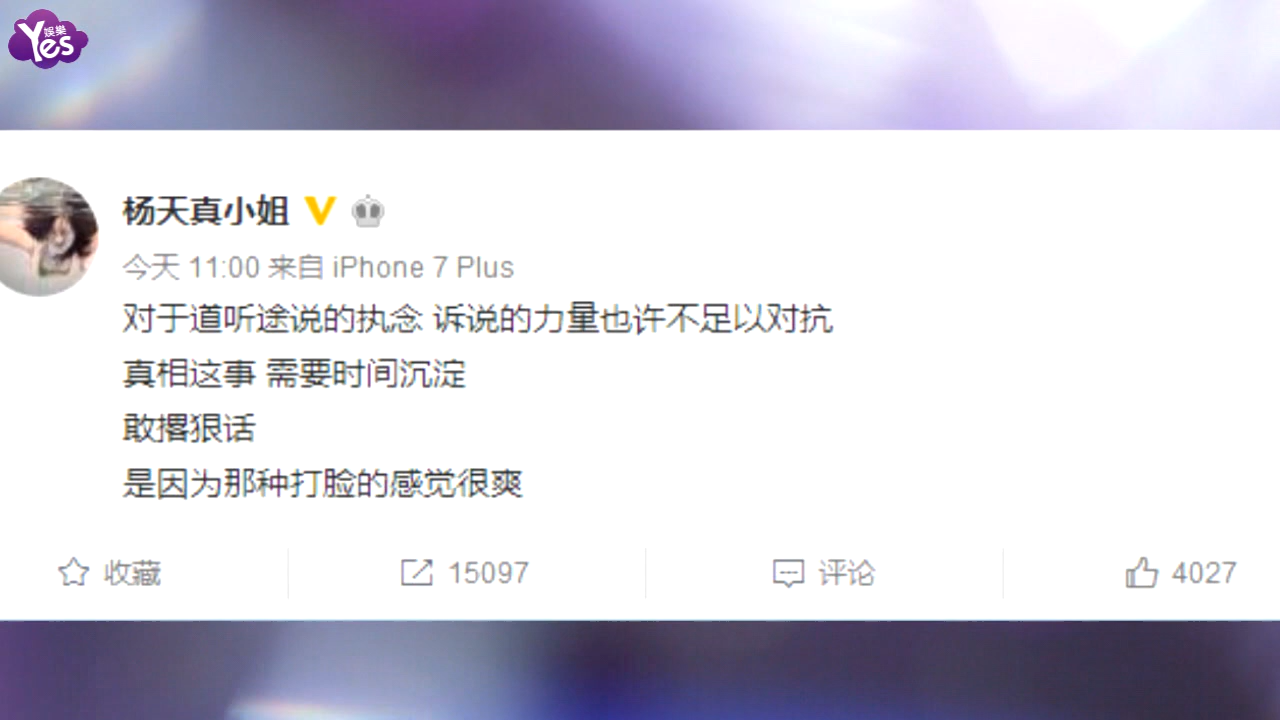 Yes 娛樂
杨天真小姐
今天 11:00 来自 iPhone 7 Plus
对于道听途说的执念 诉说的力量也许不足以对抗
真相这事 需要时间沉淀
敢撂狠话
是因为那种打脸的感觉很爽
收藏 15097 评论 4027